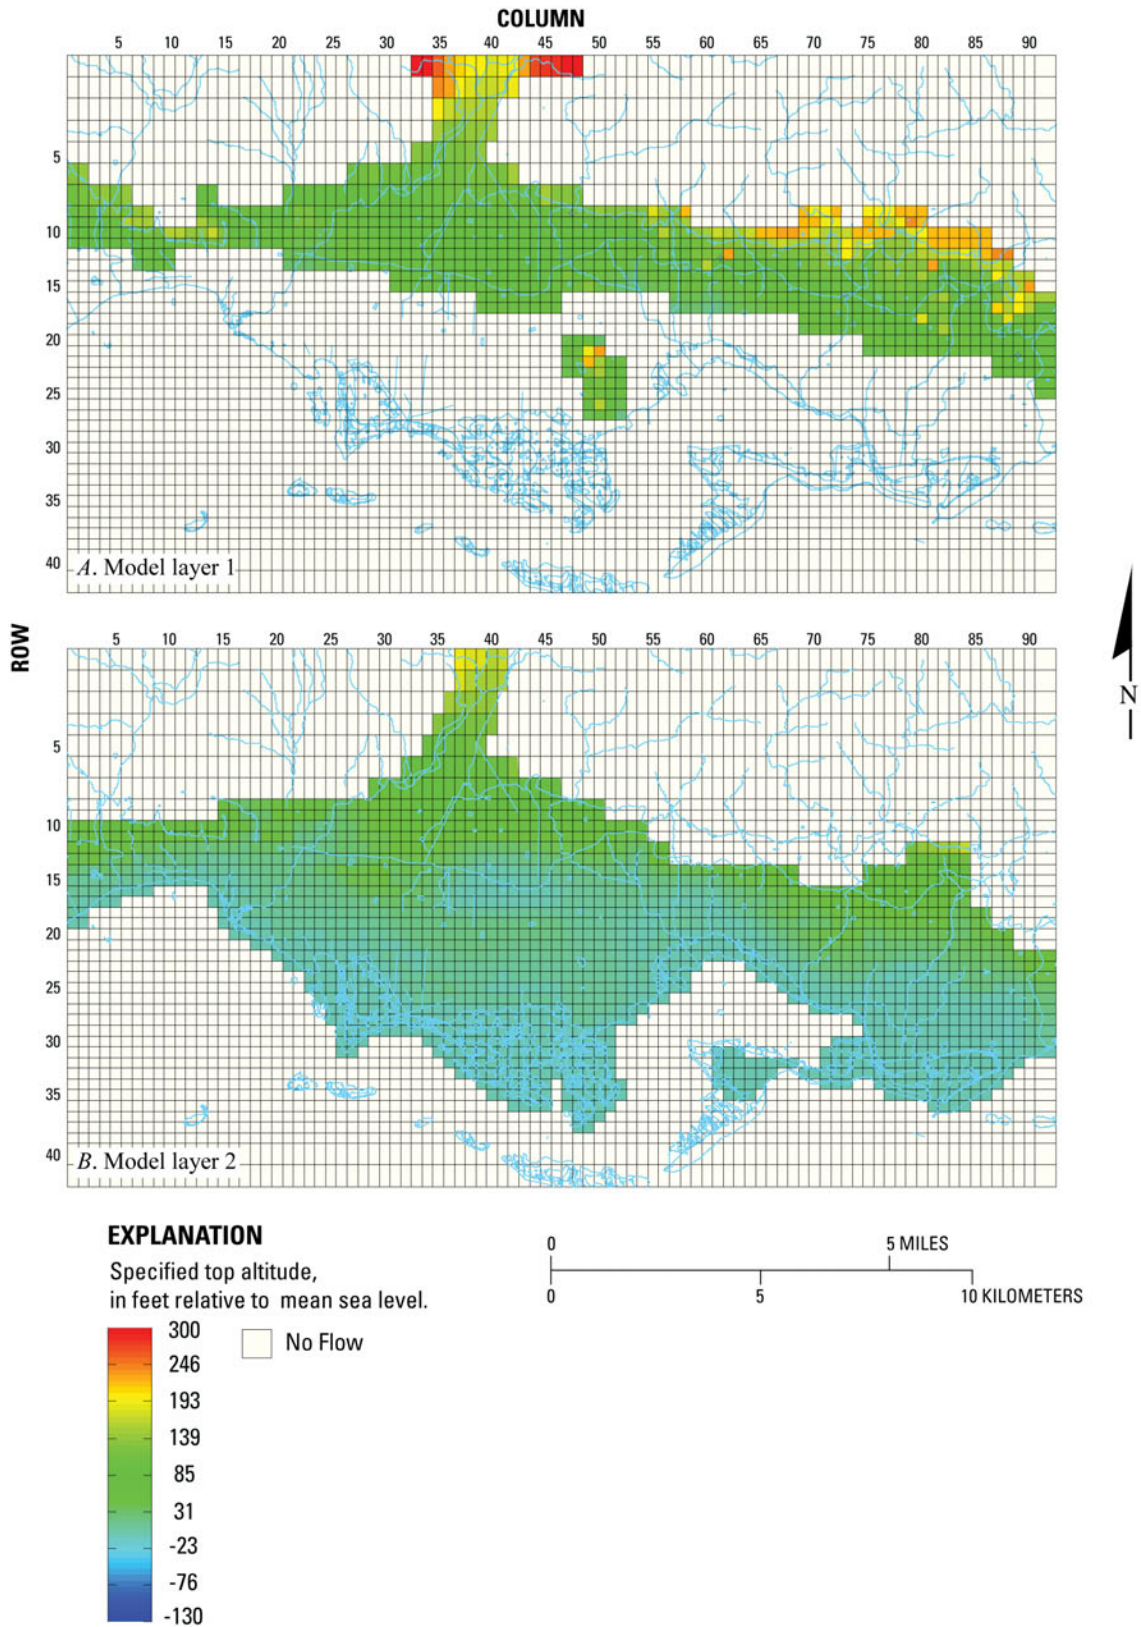 COLUMN
5 10 15 20 25 30 35 40 45 50 55 60 65 70 75 80 85 90
5
10
15
20
25
30
35
40
A. Model layer 1
ROW
N
5 10 15 20 25 30 35 40 45 50 55 60 65 70 75 80 85 90
5
10
15
20
25
30
35
40
B. Model layer 2
EXPLANATION
Specified top altitude,
in feet relative to mean sea level.
300
246
193
139
85
31
-23
-76
-130
No Flow
0 5 MILES
0 5 10 KILOMETERS